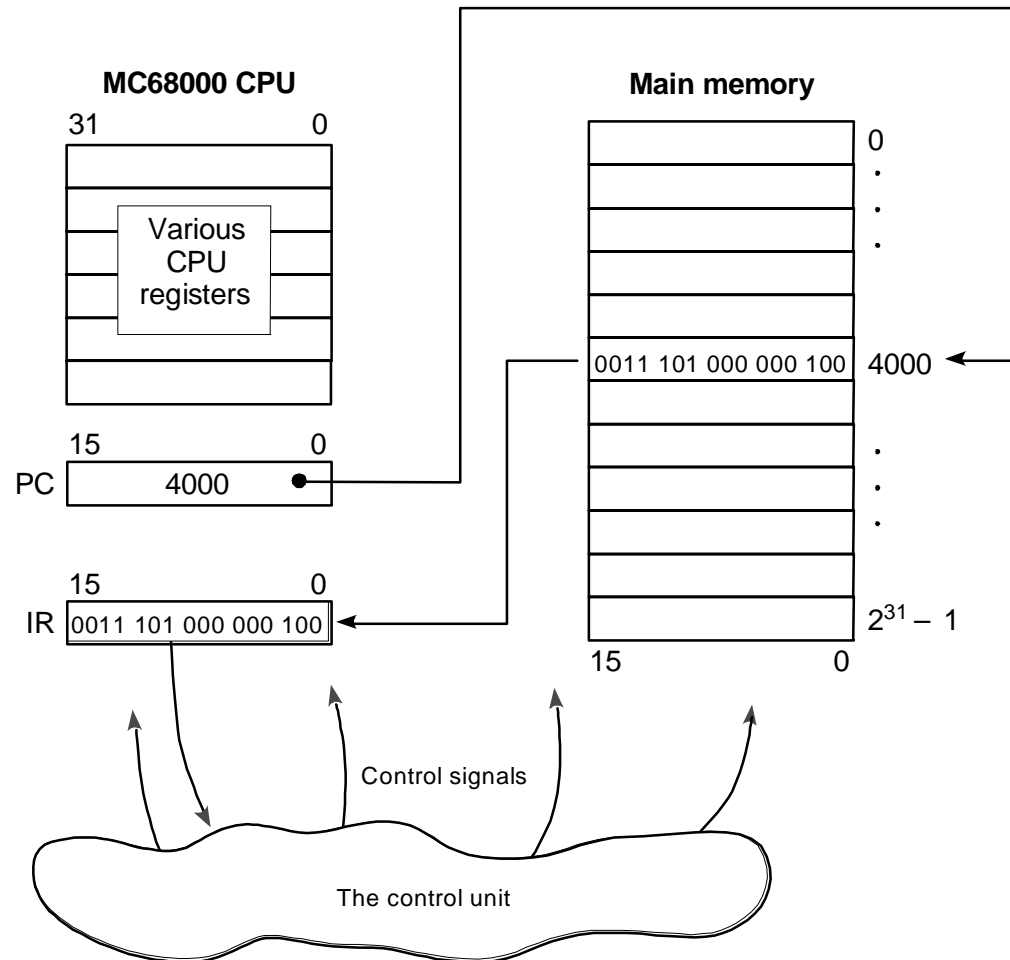 MC68000 CPU
31 0
Various
CPU
registers
15 0
PC 4000
15 0
IR 0011 101 000 000 100
Main memory
0
.
.
.
0011 101 000 000 100 4000
.
.
.
2³¹ – 1
15 0
Control signals
The control unit